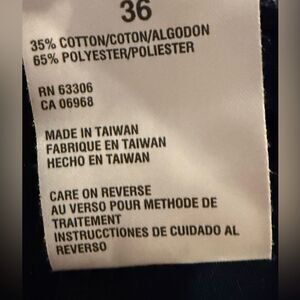 36
35% COTTON/COTON/ALGODON
65% POLYESTER/POLIESTER
RN 63306
CA 06968
MADE IN TAIWAN
FABRIQUE EN TAIWAN
HECHO EN TAIWAN
CARE ON REVERSE
AU VERSO POUR METHODE DE
TRAITEMENT
INSTRUCCTIONES DE CUIDADO AL
REVERSO